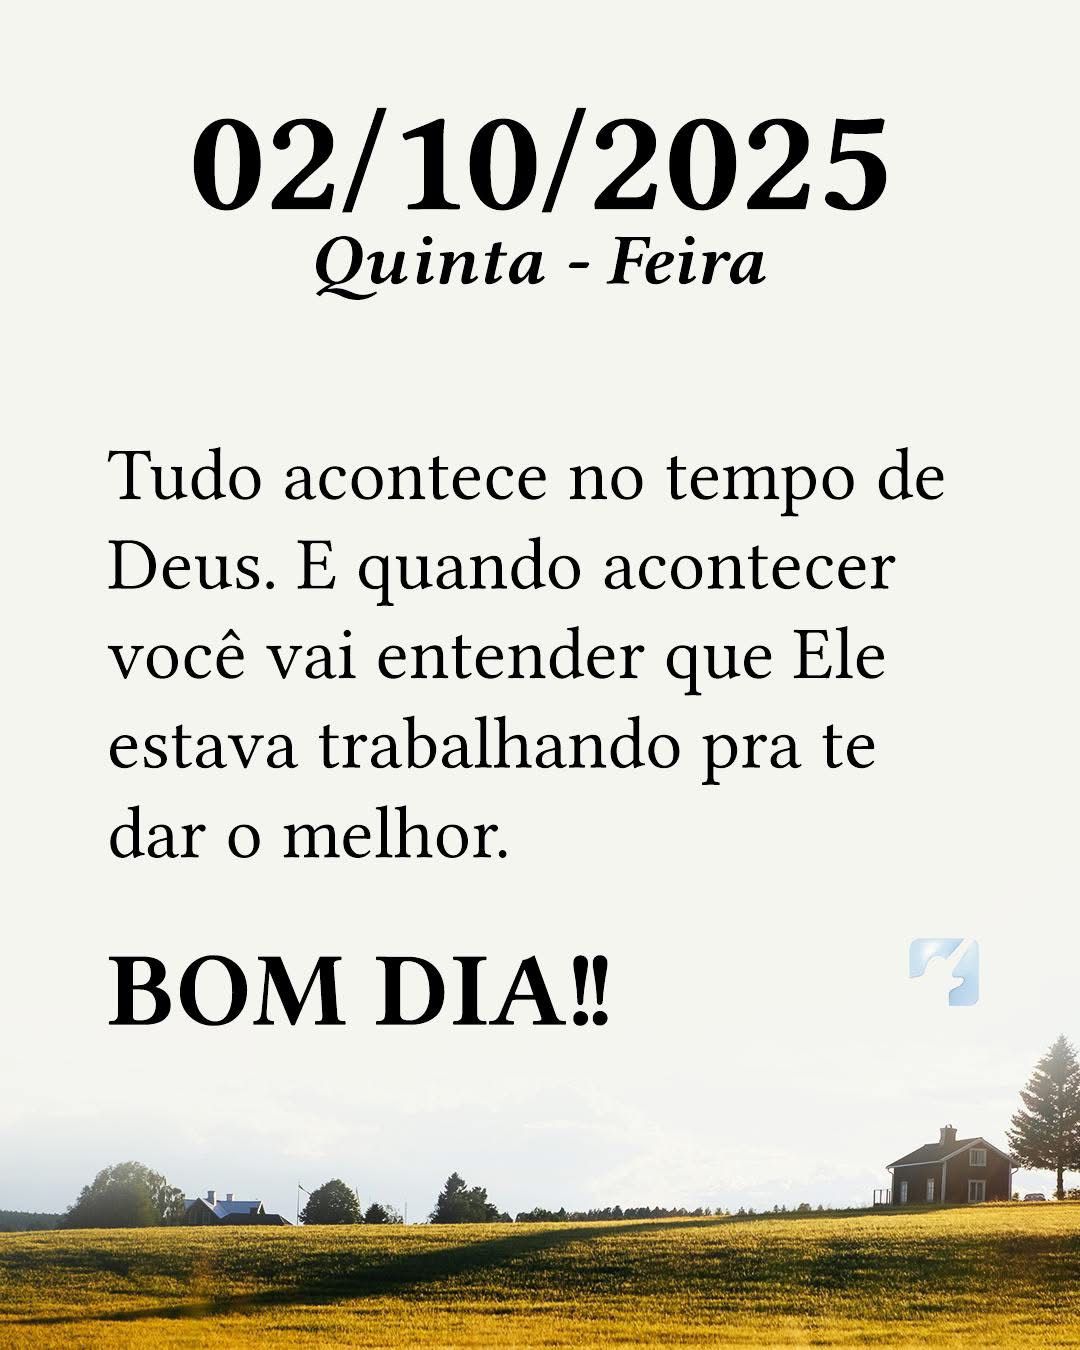 02/10/2025
Quinta - Feira
Tudo acontece no tempo de
Deus. E quando acontecer
você vai entender que Ele
estava trabalhando pra te
dar o melhor.
BOM DIA!!